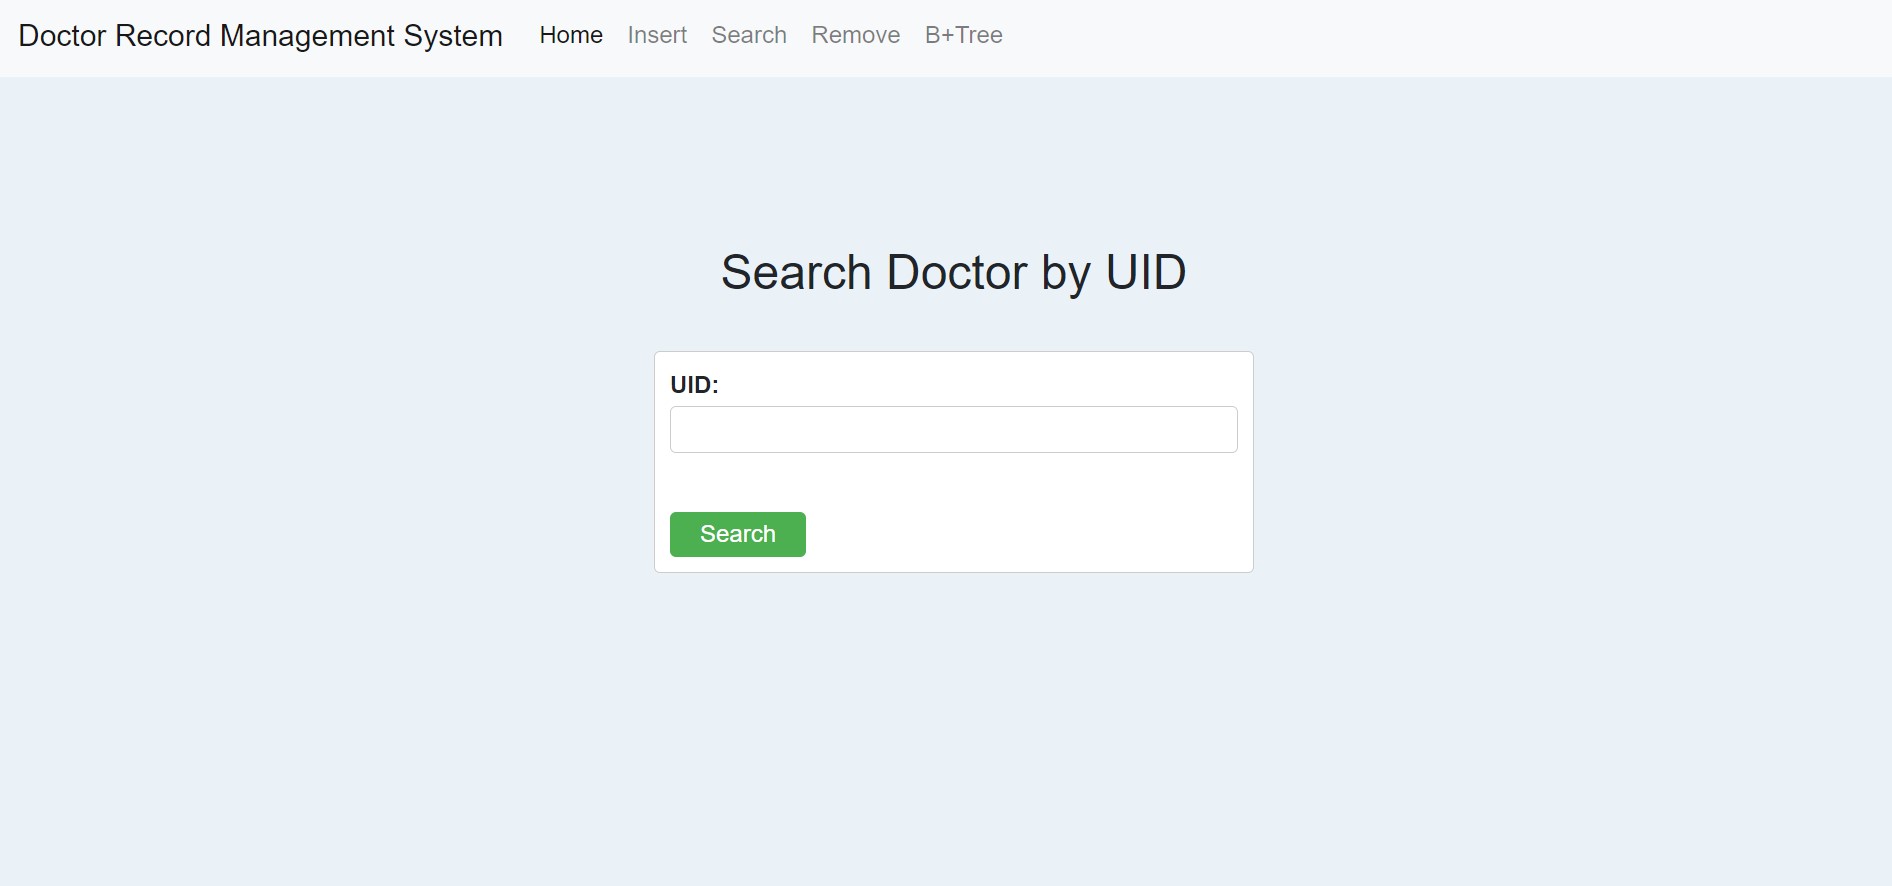 Doctor Record Management System Home Insert Search Remove B+Tree
Search Doctor by UID
UID:
Search